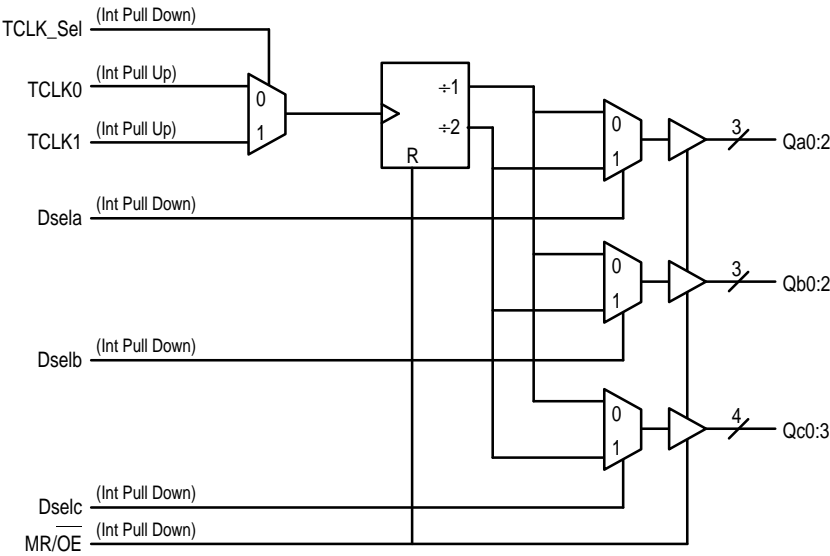 TCLK_Sel (Int Pull Down)
TCLK0 (Int Pull Up)
TCLK1 (Int Pull Up)
0
1
÷1
÷2
R
0
1
3
Qa0:2
Dsela (Int Pull Down)
0
1
3
Qb0:2
Dselb (Int Pull Down)
0
1
4
Qc0:3
Dselc (Int Pull Down)
MR/O̅E̅ (Int Pull Down)